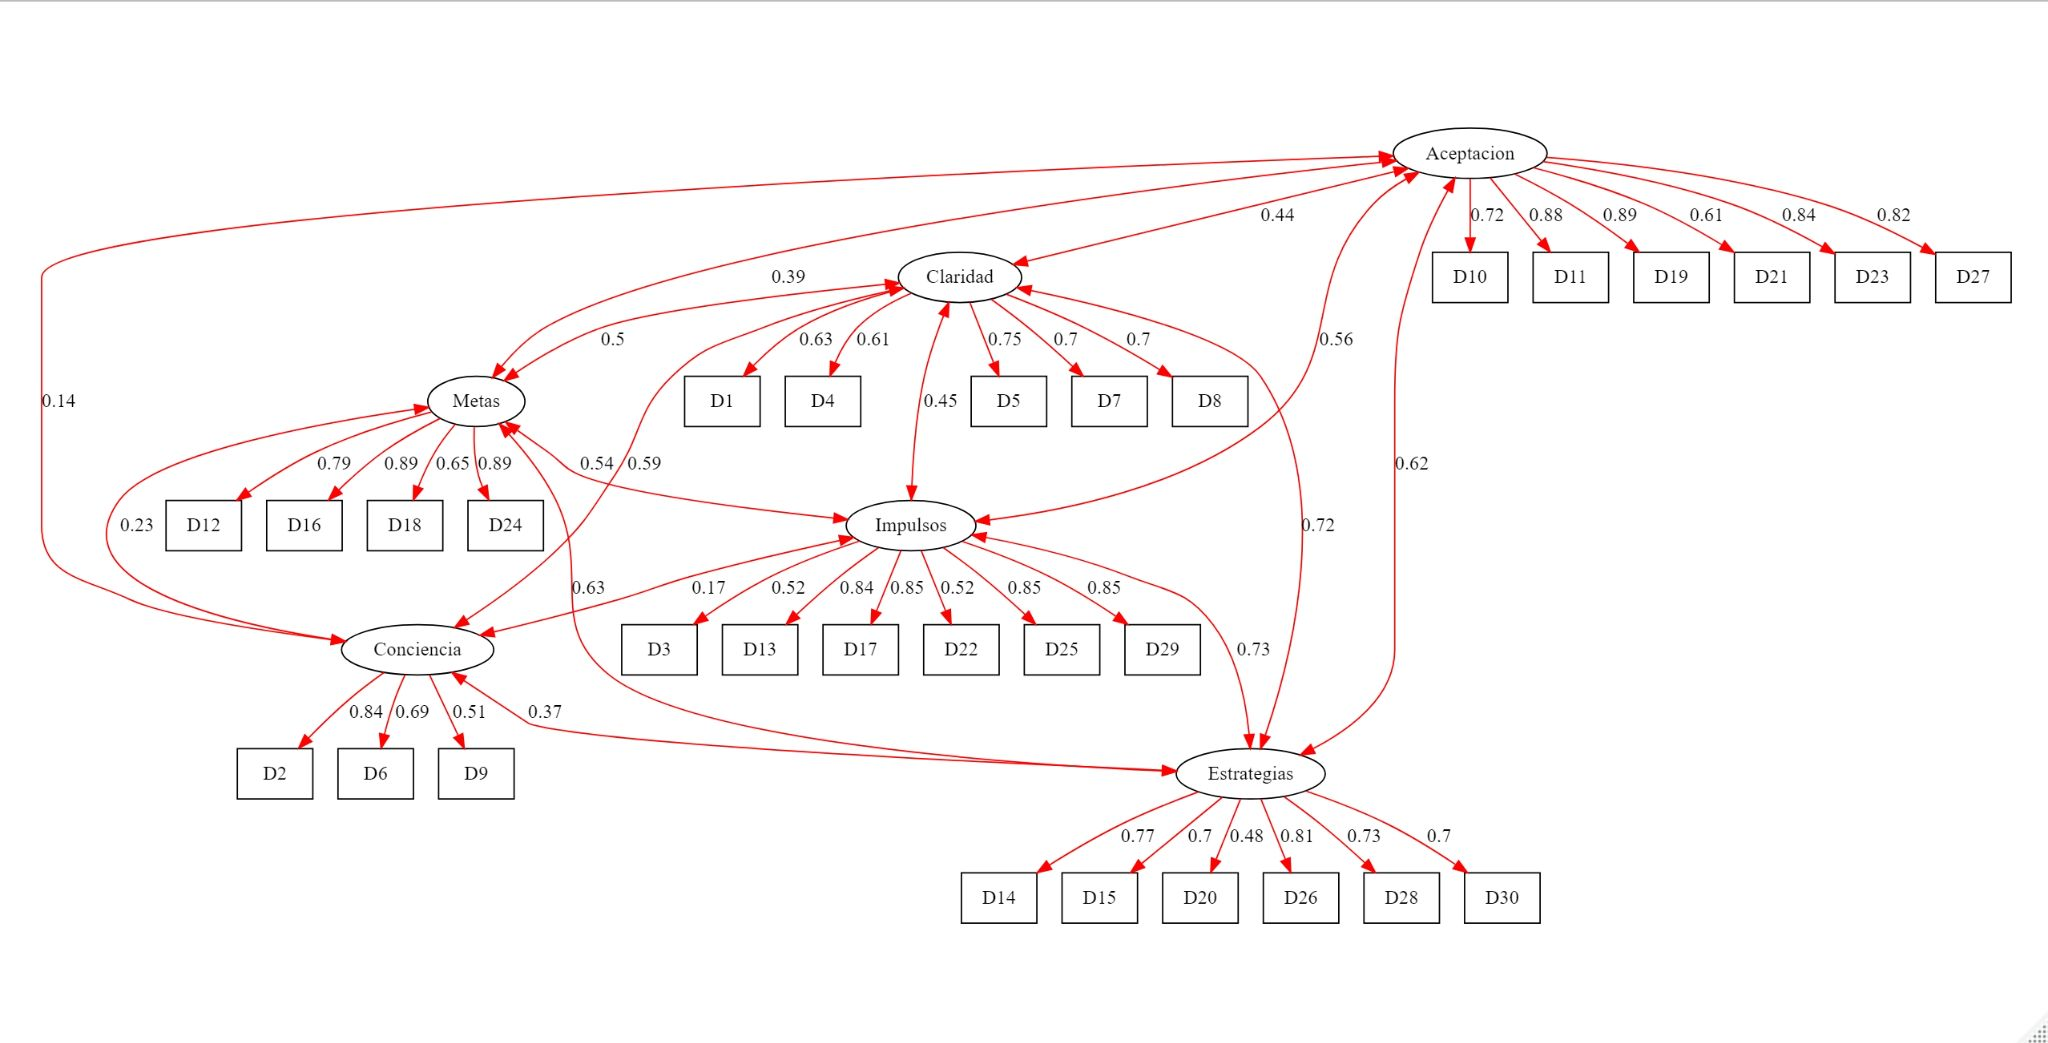 Aceptacion
0.44 0.72 0.88 0.89 0.61 0.84 0.82
0.39 Claridad D10 D11 D19 D21 D23 D27
0.5 0.63 0.61 0.75 0.7 0.7 0.56
0.14 Metas D1 D4 0.45 D5 D7 D8
0.79 0.89 0.65 0.89 0.54 0.59 0.62
0.23 D12 D16 D18 D24 Impulsos 0.72
0.63 0.17 0.52 0.84 0.85 0.52 0.85 0.85
Conciencia D3 D13 D17 D22 D25 D29 0.73
0.84 0.69 0.51 0.37
D2 D6 D9 Estrategias
0.77 0.7 0.48 0.81 0.73 0.7
D14 D15 D20 D26 D28 D30